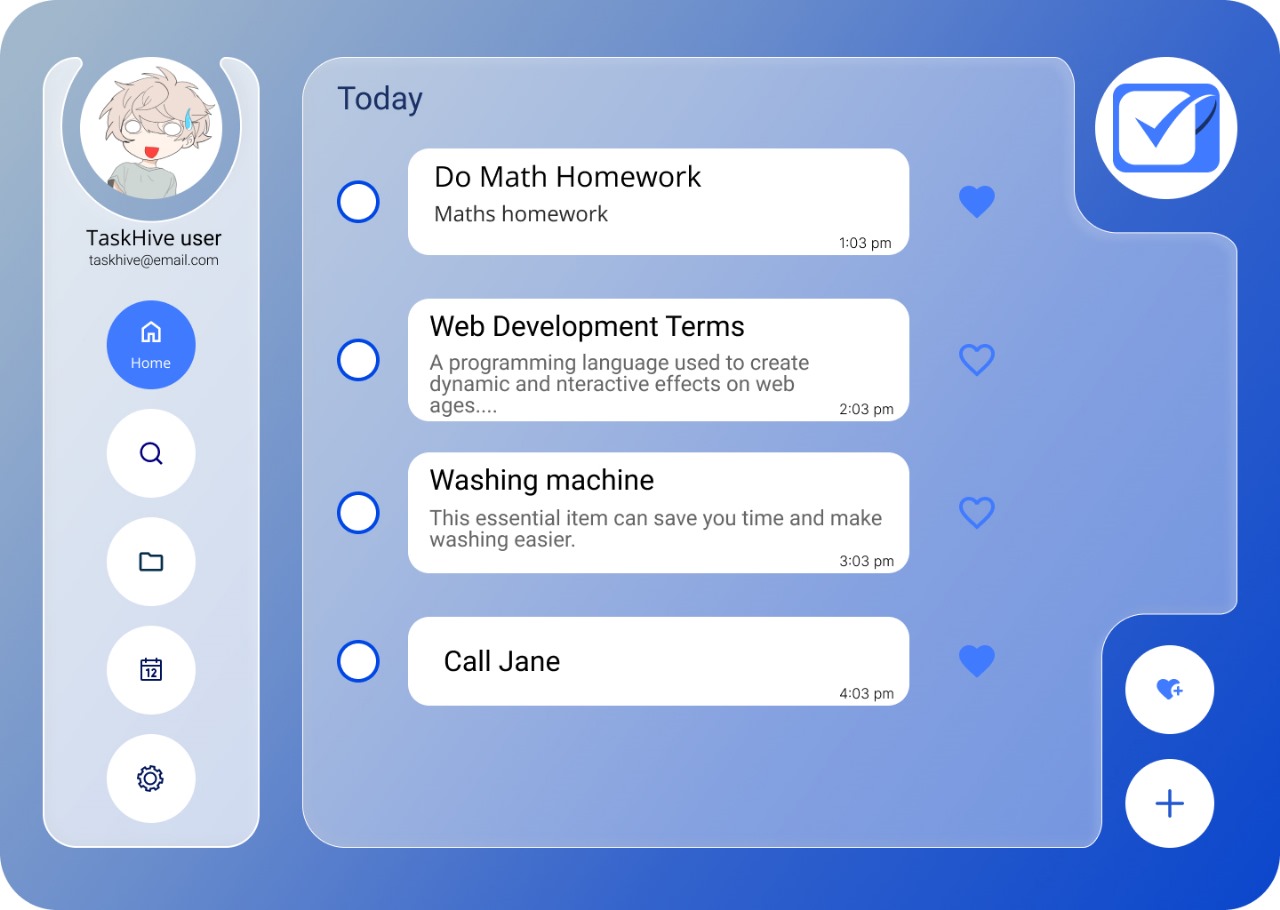 TaskHive user
taskhive@email.com
Home
12
Today
Do Math Homework
Maths homework
1:03 pm
Web Development Terms
A programming language used to create
dynamic and nteractive effects on web
ages....
2:03 pm
Washing machine
This essential item can save you time and make
washing easier.
3:03 pm
Call Jane
4:03 pm